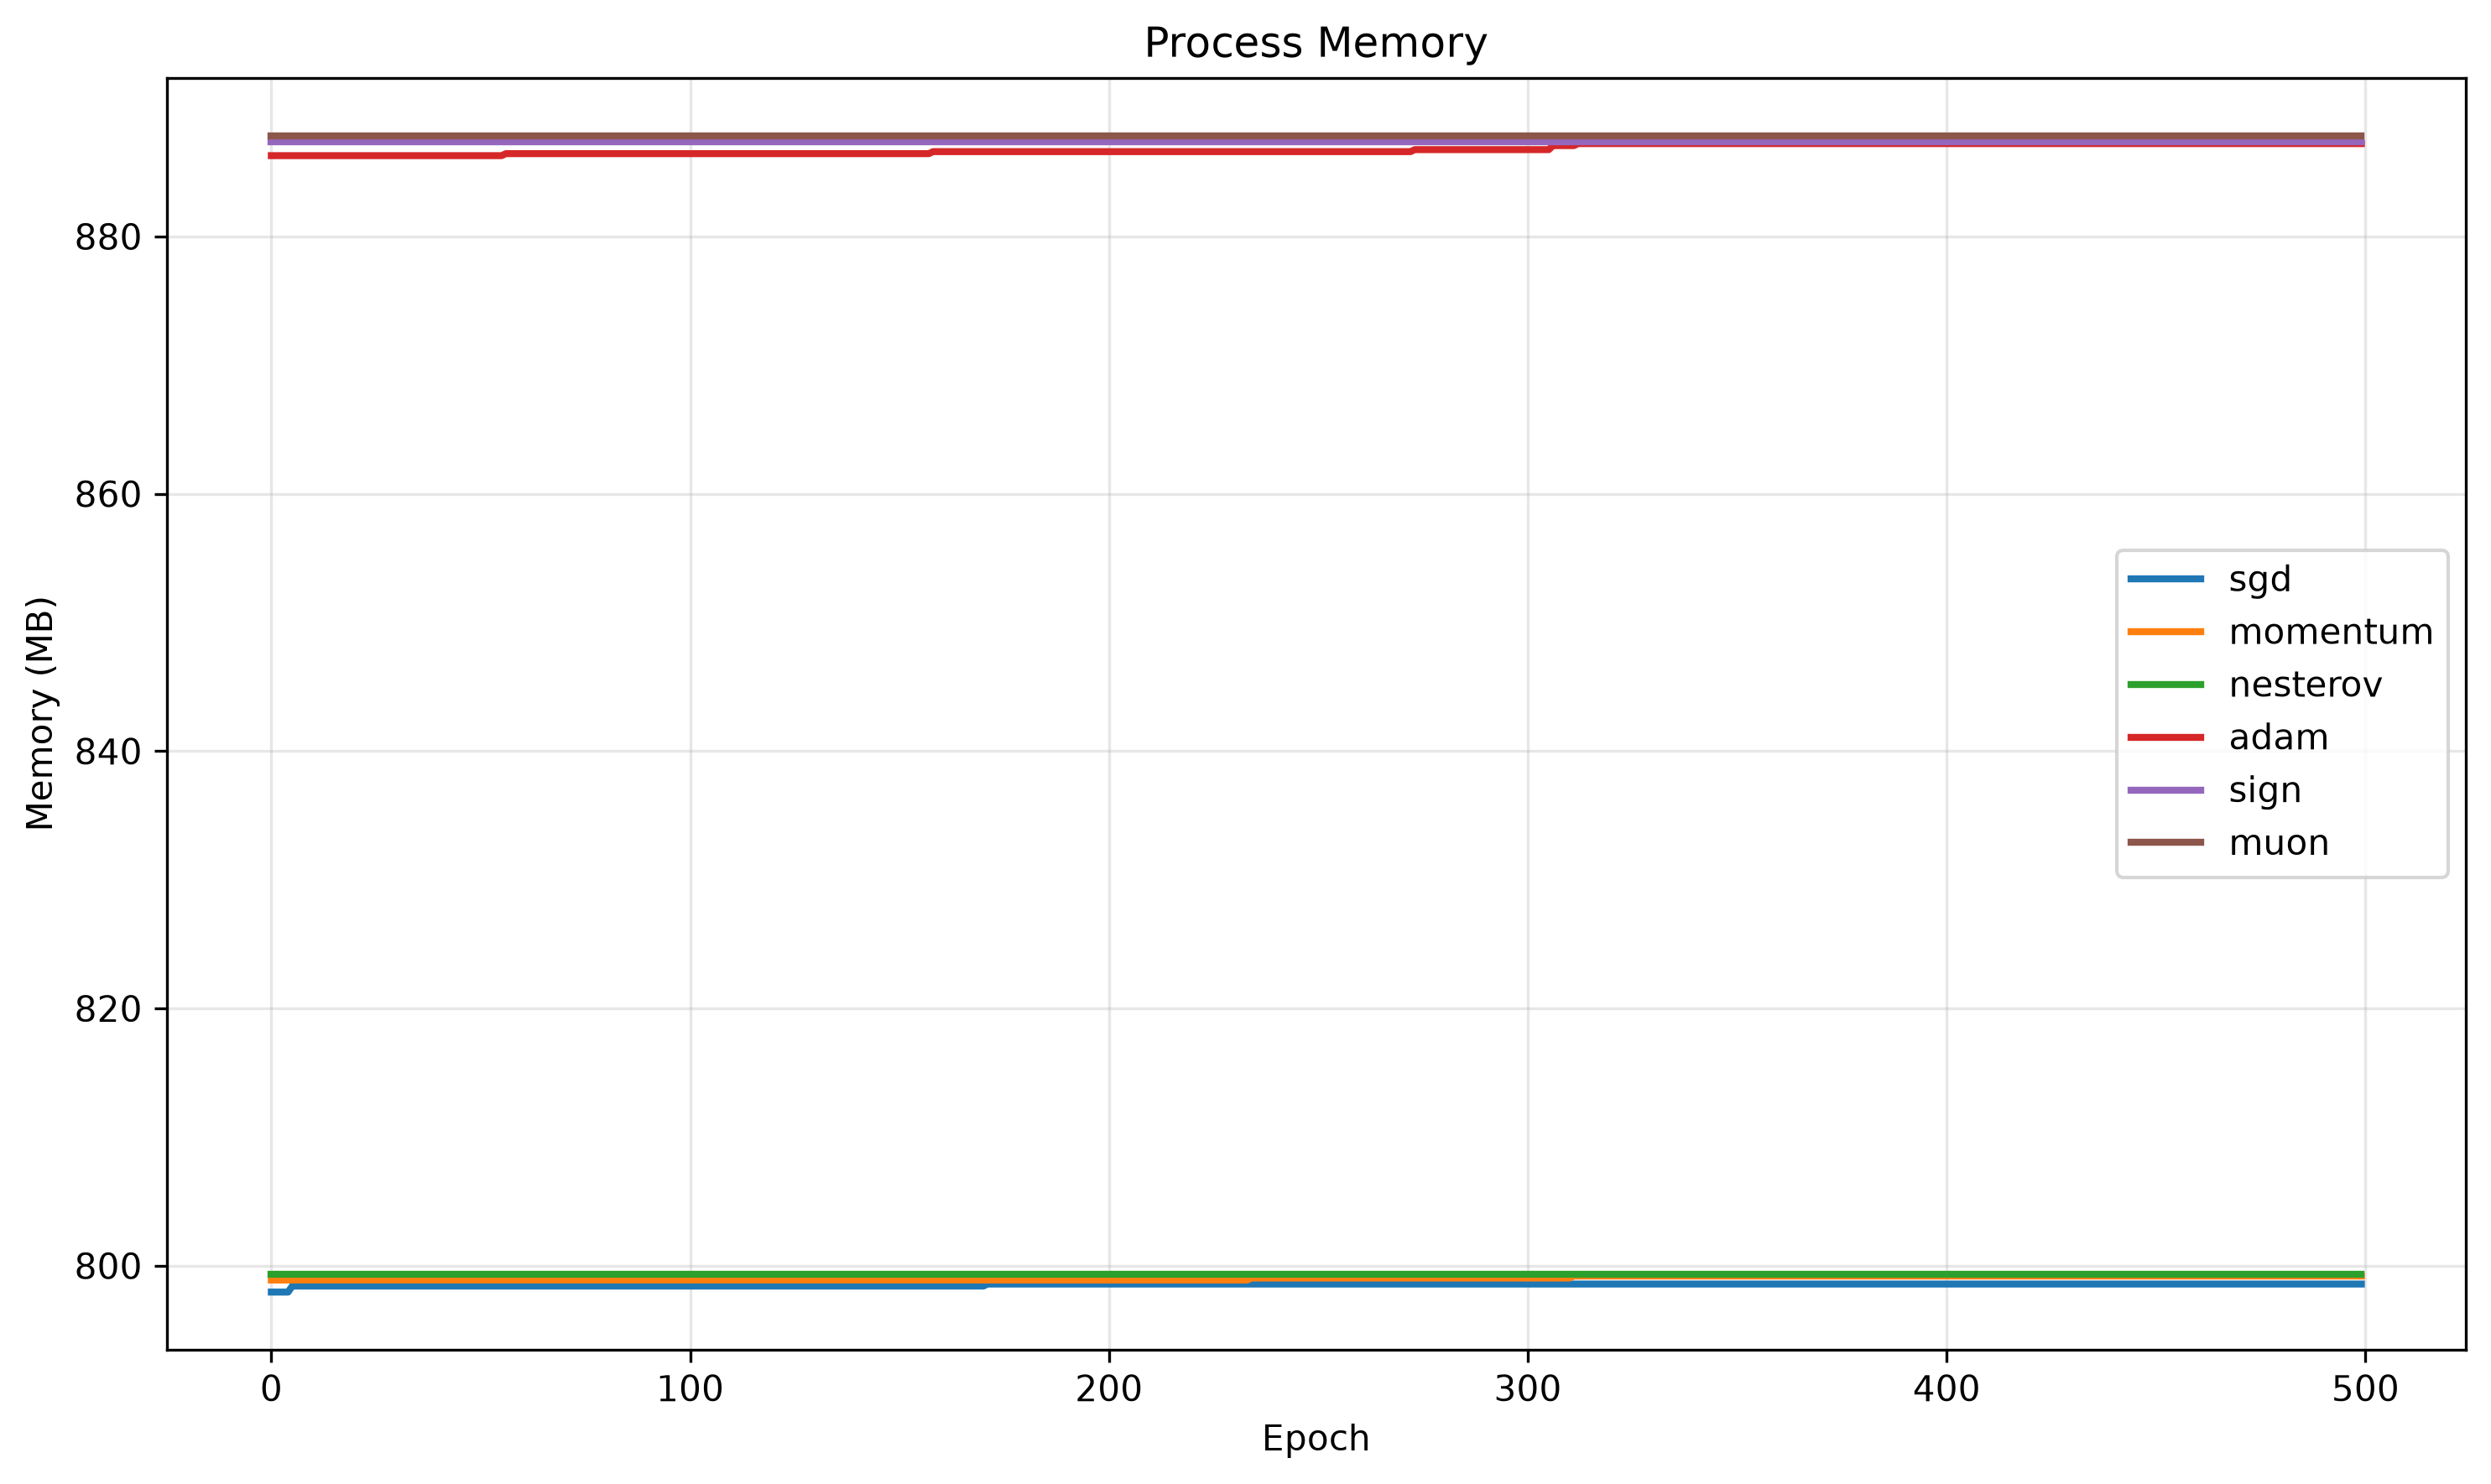 Process Memory
Memory (MB)
880
860
840
820
800
sgd
momentum
nesterov
adam
sign
muon
0 100 200 300 400 500
Epoch